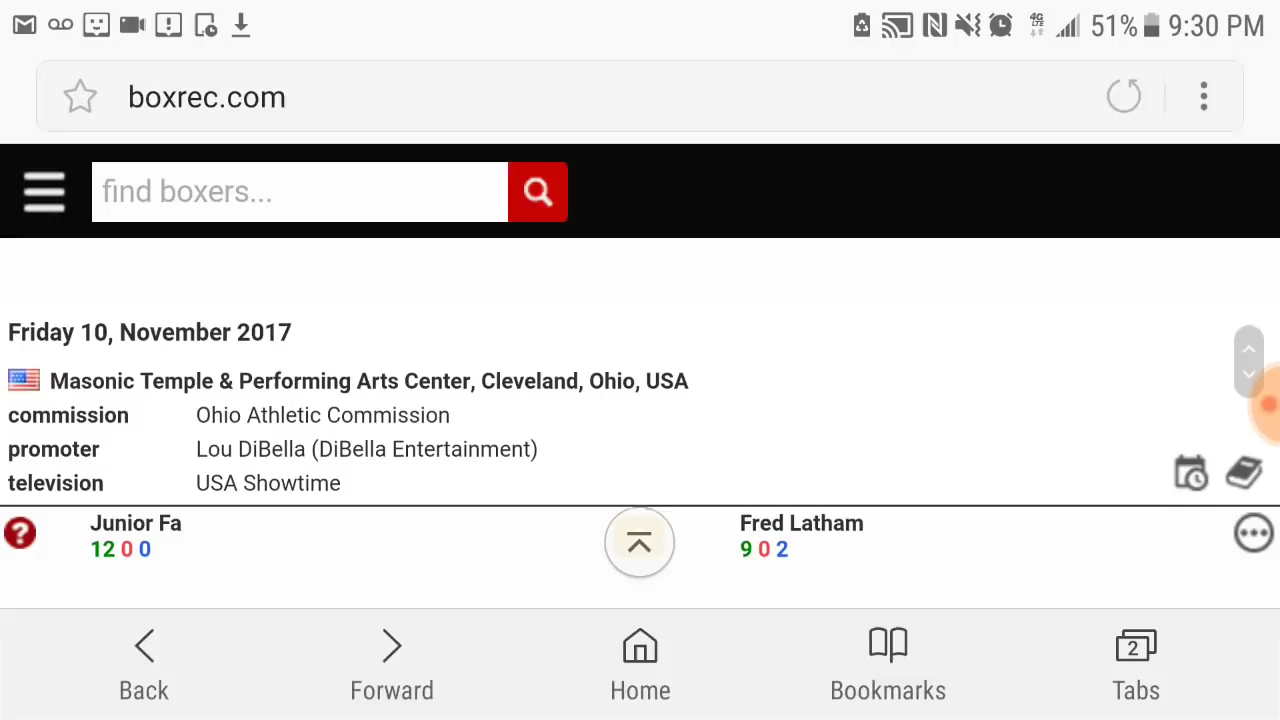 51% 9:30 PM
boxrec.com
find boxers...
Friday 10, November 2017
Masonic Temple & Performing Arts Center, Cleveland, Ohio, USA
commission Ohio Athletic Commission
promoter Lou DiBella (DiBella Entertainment)
television USA Showtime
Junior Fa Fred Latham
12 0 0 9 0 2
2
Back Forward Home Bookmarks Tabs